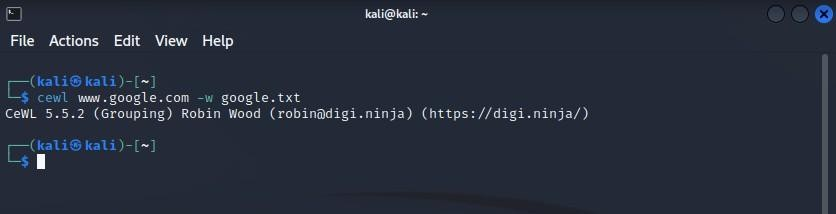 kali@kali: ~
File Actions Edit View Help
┌──(kali㉿kali)-[~]
└─$ cewl www.google.com -w google.txt
CeWL 5.5.2 (Grouping) Robin Wood (robin@digi.ninja) (https://digi.ninja/)
┌──(kali㉿kali)-[~]
└─$